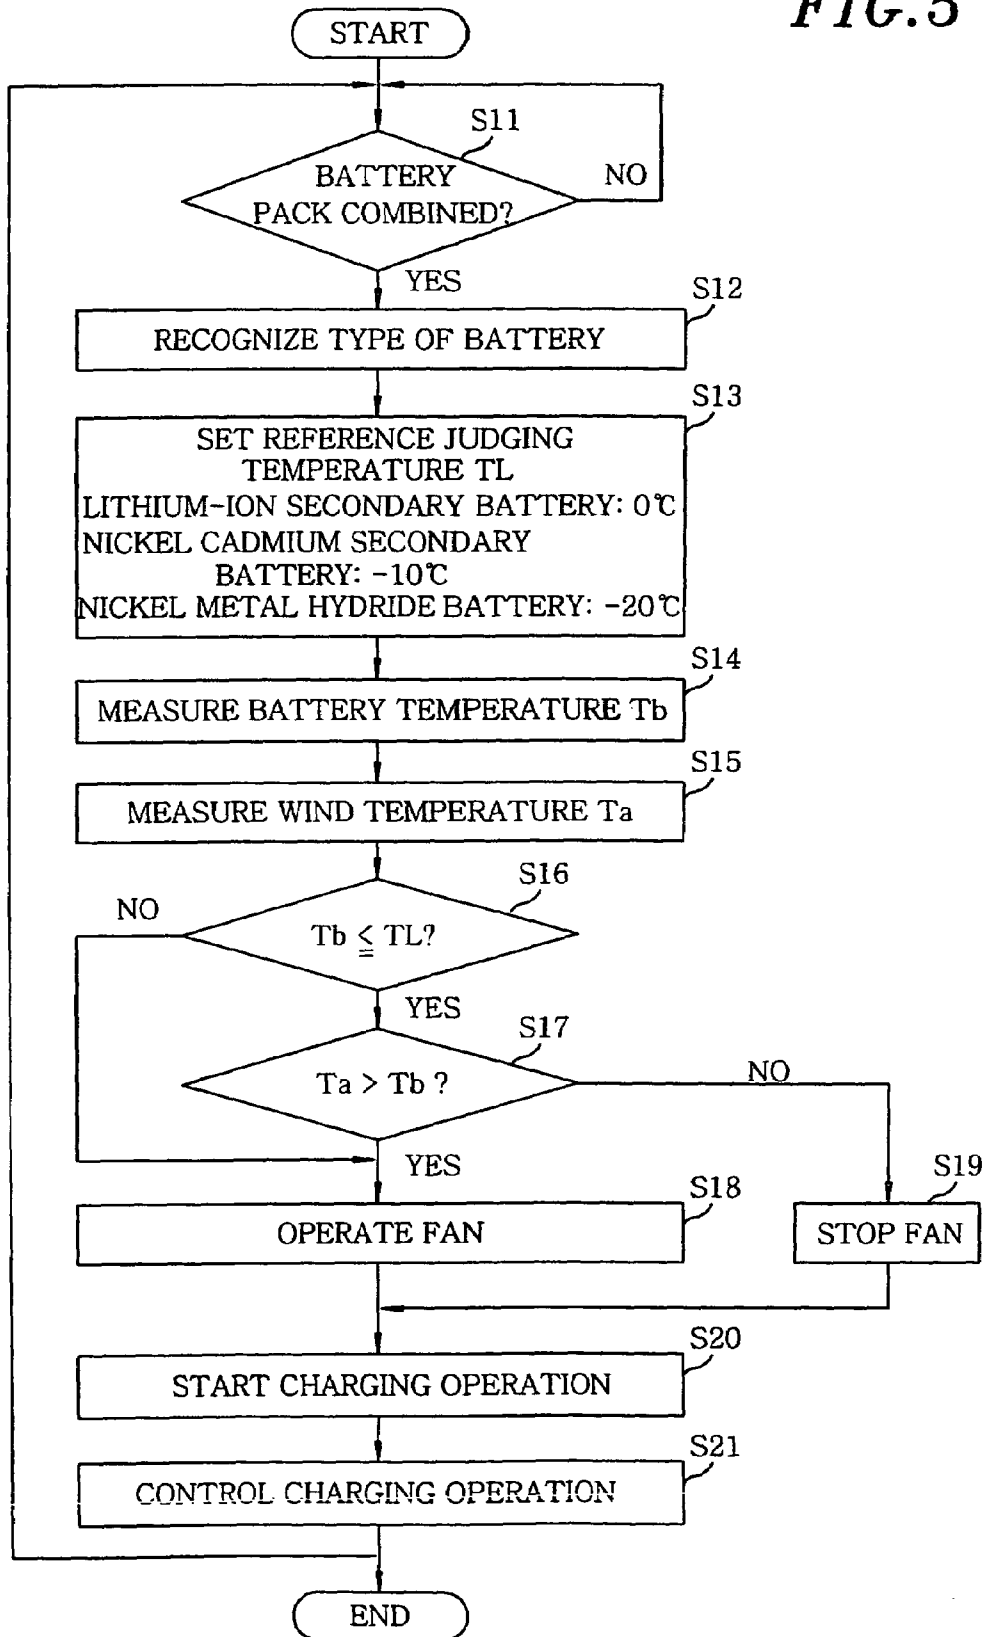 FIG.5
START
S11
BATTERY
PACK COMBINED?
NO
YES
S12
RECOGNIZE TYPE OF BATTERY
S13
SET REFERENCE JUDGING
TEMPERATURE TL
LITHIUM-ION SECONDARY BATTERY: 0℃
NICKEL CADMIUM SECONDARY
BATTERY: -10℃
NICKEL METAL HYDRIDE BATTERY: -20℃
S14
MEASURE BATTERY TEMPERATURE Tb
S15
MEASURE WIND TEMPERATURE Ta
S16
NO
Tb ≦ TL?
YES
S17
Ta > Tb ?
NO
YES
S18
OPERATE FAN
S19
STOP FAN
S20
START CHARGING OPERATION
S21
CONTROL CHARGING OPERATION
END